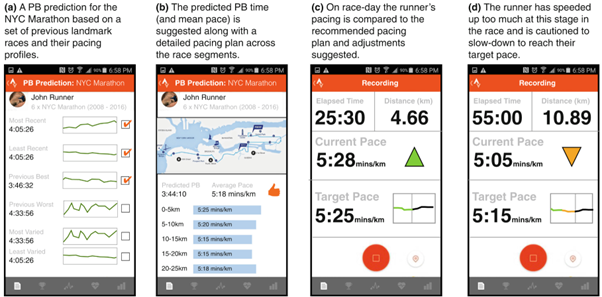 (a) A PB prediction for the
NYC Marathon based on a
set of previous landmark
races and their pacing
profiles.
6:58 PM
PB Prediction: NYC Marathon
John Runner
6 x NYC Marathon (2008 - 2016)
Most Recent
4:05:26
Least Recent
4:05:26
Previous Best
3:46:32
Previous Worst
4:33:56
Most Varied
4:33:56
Least Varied
4:05:26
(b) The predicted PB time
(and mean pace) is
suggested along with a
detailed pacing plan across
the race segments.
6:58 PM
PB Prediction: NYC Marathon
John Runner
6 x NYC Marathon (2008 - 2016)
Predicted PB
3:44:10
Average Pace
5:18 mins/km
0-5km 5:25 mins/km
5-10km 5:20 mins/km
10-15km 5:15 mins/km
15-20km 5:15 mins/km
20-25km 5:18 mins/km
(c) On race-day the runner's
pacing is compared to the
recommended pacing
plan and adjustments
suggested.
90% 6:58 PM
Recording
Elapsed Time
25:30
Distance (km)
4.66
Current Pace
5:28 mins/km
Target Pace
5:25 mins/km
(d) The runner has speeded
up too much at this stage in
the race and is cautioned to
slow-down to reach their
target pace.
90% 6:58 PM
Recording
Elapsed Time
55:00
Distance (km)
10.89
Current Pace
5:05 mins/km
Target Pace
5:15 mins/km